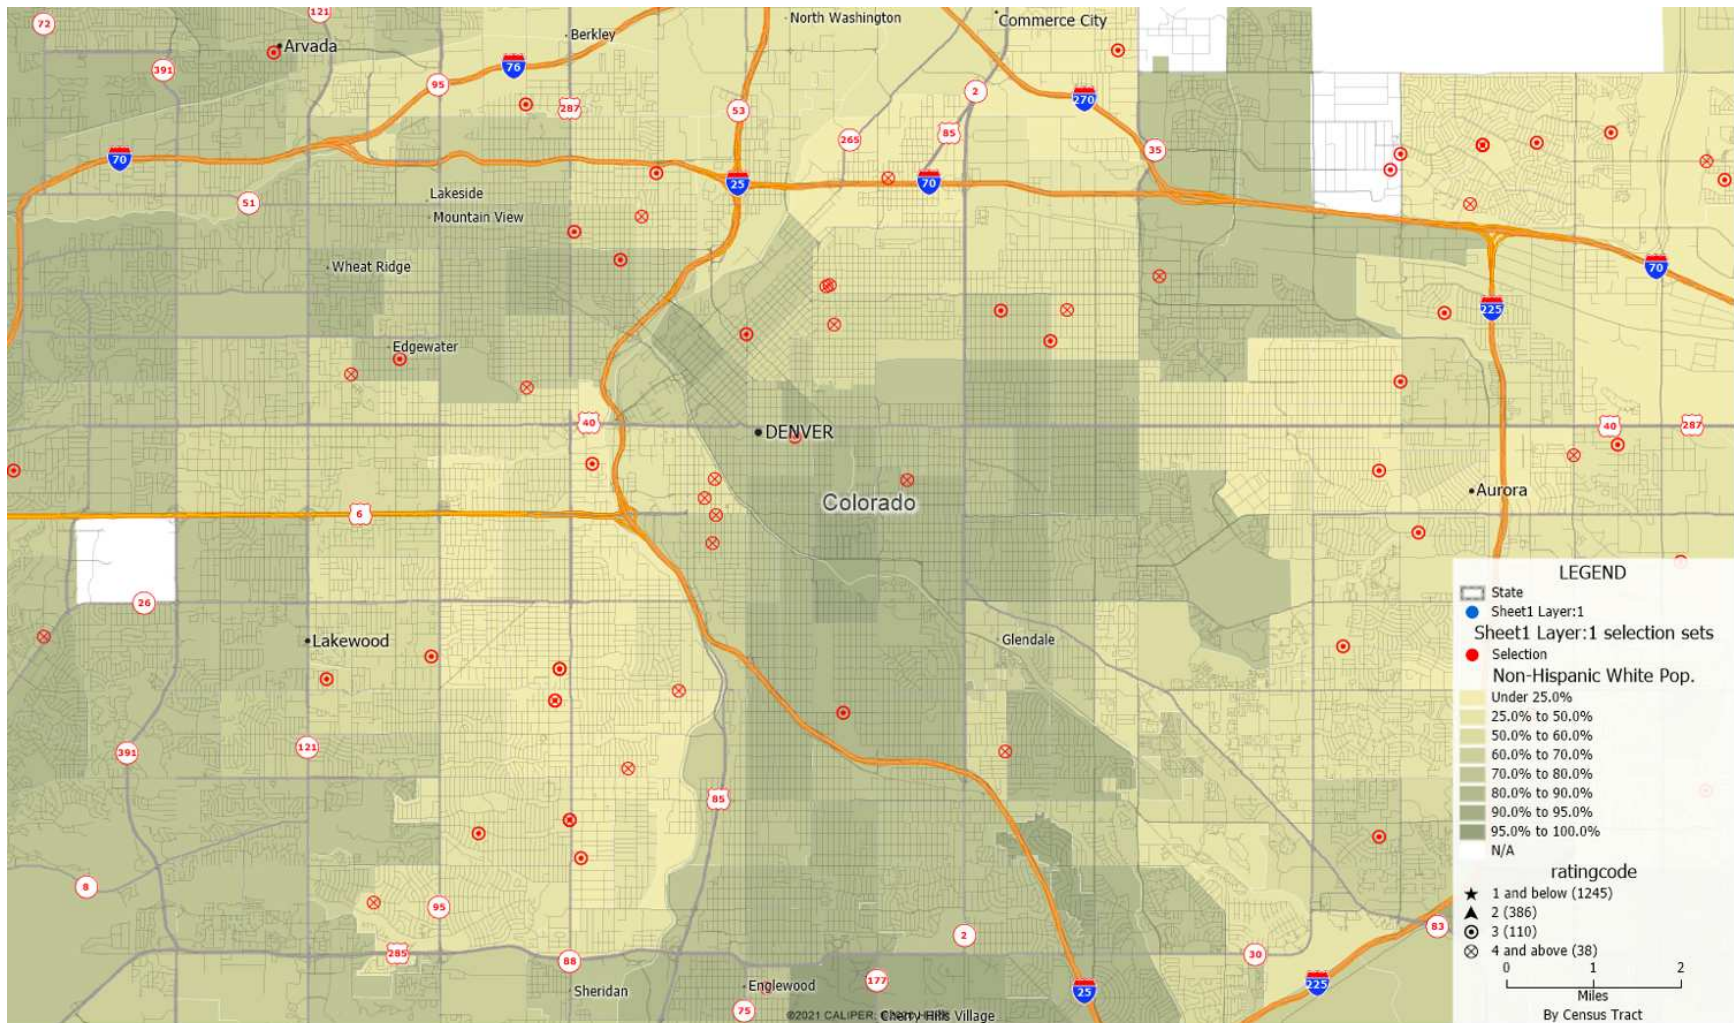 72
121
Arvada
North Washington
Commerce City
Berkley
391
95
76
287
53
2
270
265
85
35
70
25
70
51
Lakeside
Mountain View
Wheat Ridge
70
225
Edgewater
40
DENVER
40
287
Colorado
Aurora
6
26
Lakewood
Glendale
391
121
85
8
95
285
88
2
30
83
Sheridan
Englewood
177
75
25
225
Cherry Hills Village
©2021 CALIPER;
LEGEND
State
Sheet1 Layer:1
Sheet1 Layer:1 selection sets
Selection
Non-Hispanic White Pop.
Under 25.0%
25.0% to 50.0%
50.0% to 60.0%
60.0% to 70.0%
70.0% to 80.0%
80.0% to 90.0%
90.0% to 95.0%
95.0% to 100.0%
N/A
ratingcode
1 and below (1245)
2 (386)
3 (110)
4 and above (38)
0 1 2
Miles
By Census Tract